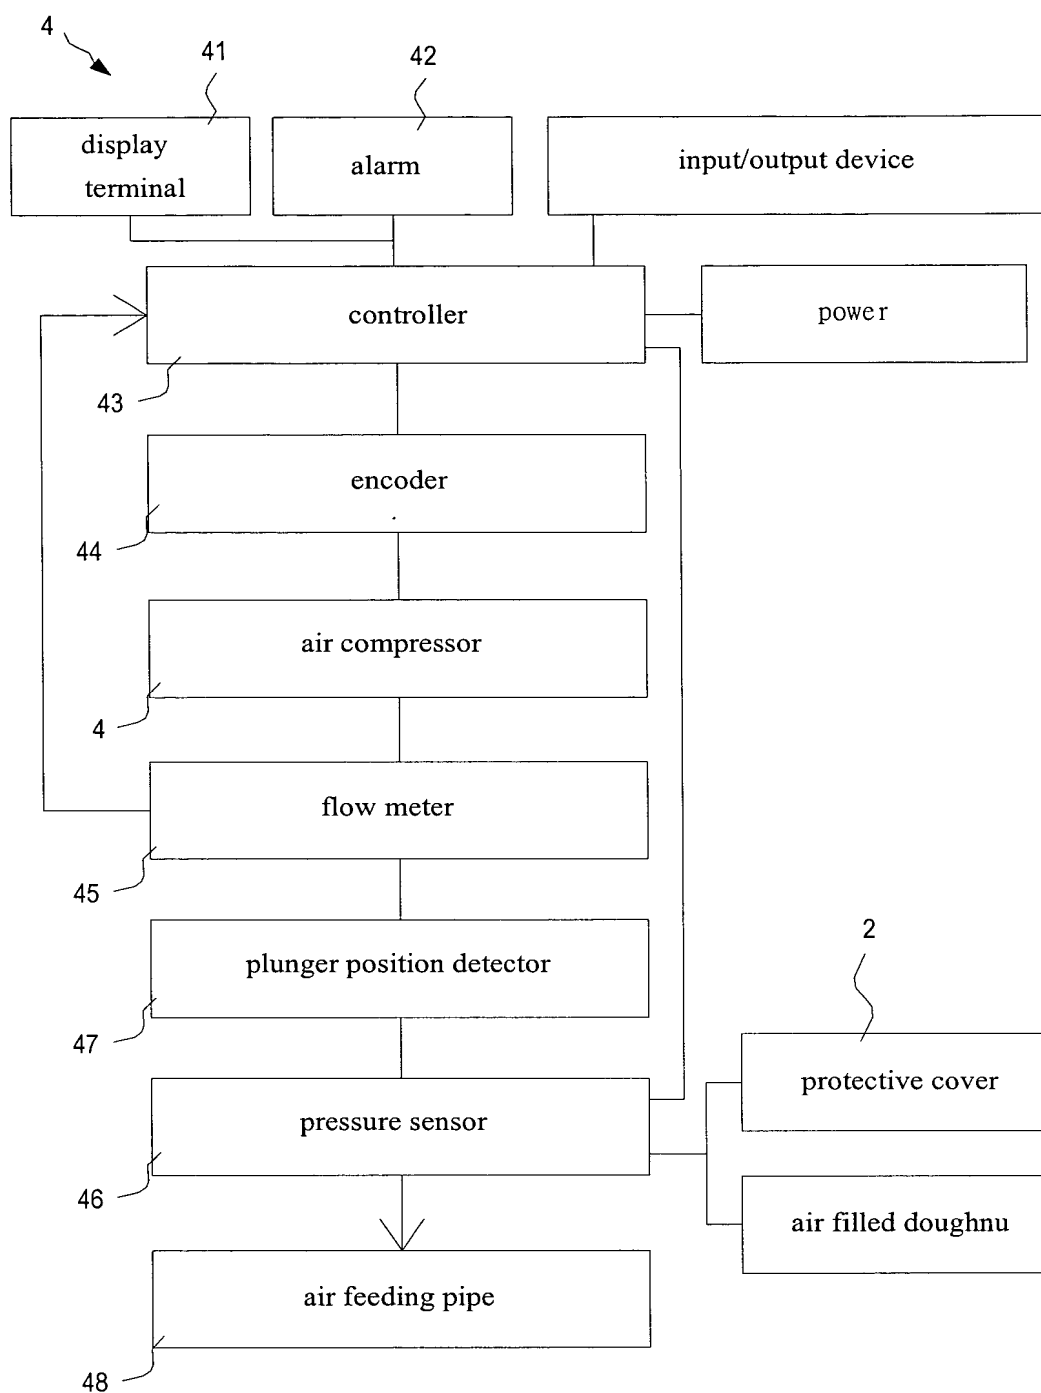 4
41
42
display
terminal
alarm
input/output device
controller
power
43
encoder
44
air compressor
4
flow meter
45
plunger position detector
47
2
protective cover
pressure sensor
46
air filled doughnu
air feeding pipe
48